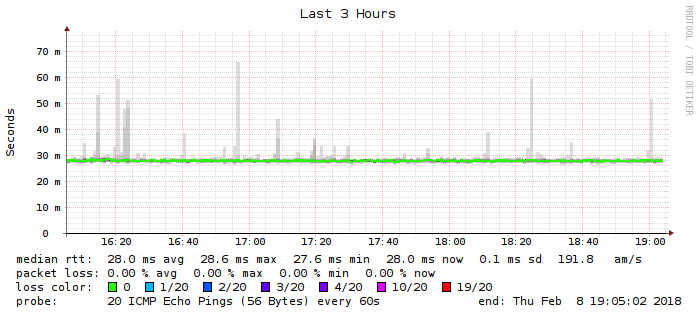 Last 3 Hours
RRDTOOL / TOBI OETIKER
Seconds
70 m
60 m
50 m
40 m
30 m
20 m
10 m
0
16:20 16:40 17:00 17:20 17:40 18:00 18:20 18:40 19:00
median rtt: 28.0 ms avg 28.6 ms max 27.6 ms min 28.0 ms now 0.1 ms sd 191.8 am/s
packet loss: 0.00 % avg 0.00 % max 0.00 % min 0.00 % now
loss color: 0 1/20 2/20 3/20 4/20 10/20 19/20
probe: 20 ICMP Echo Pings (56 Bytes) every 60s end: Thu Feb 8 19:05:02 2018